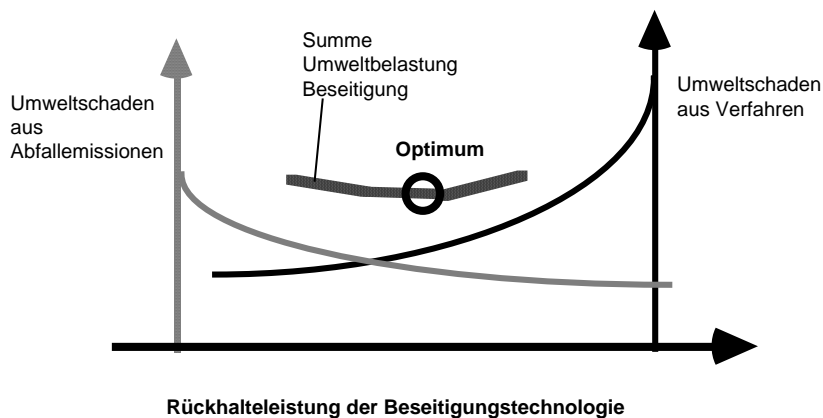 Summe
Umweltbelastung
Beseitigung
Umweltschaden
aus
Abfallemissionen
Umweltschaden
aus Verfahren
Optimum
Rückhalteleistung der Beseitigungstechnologie